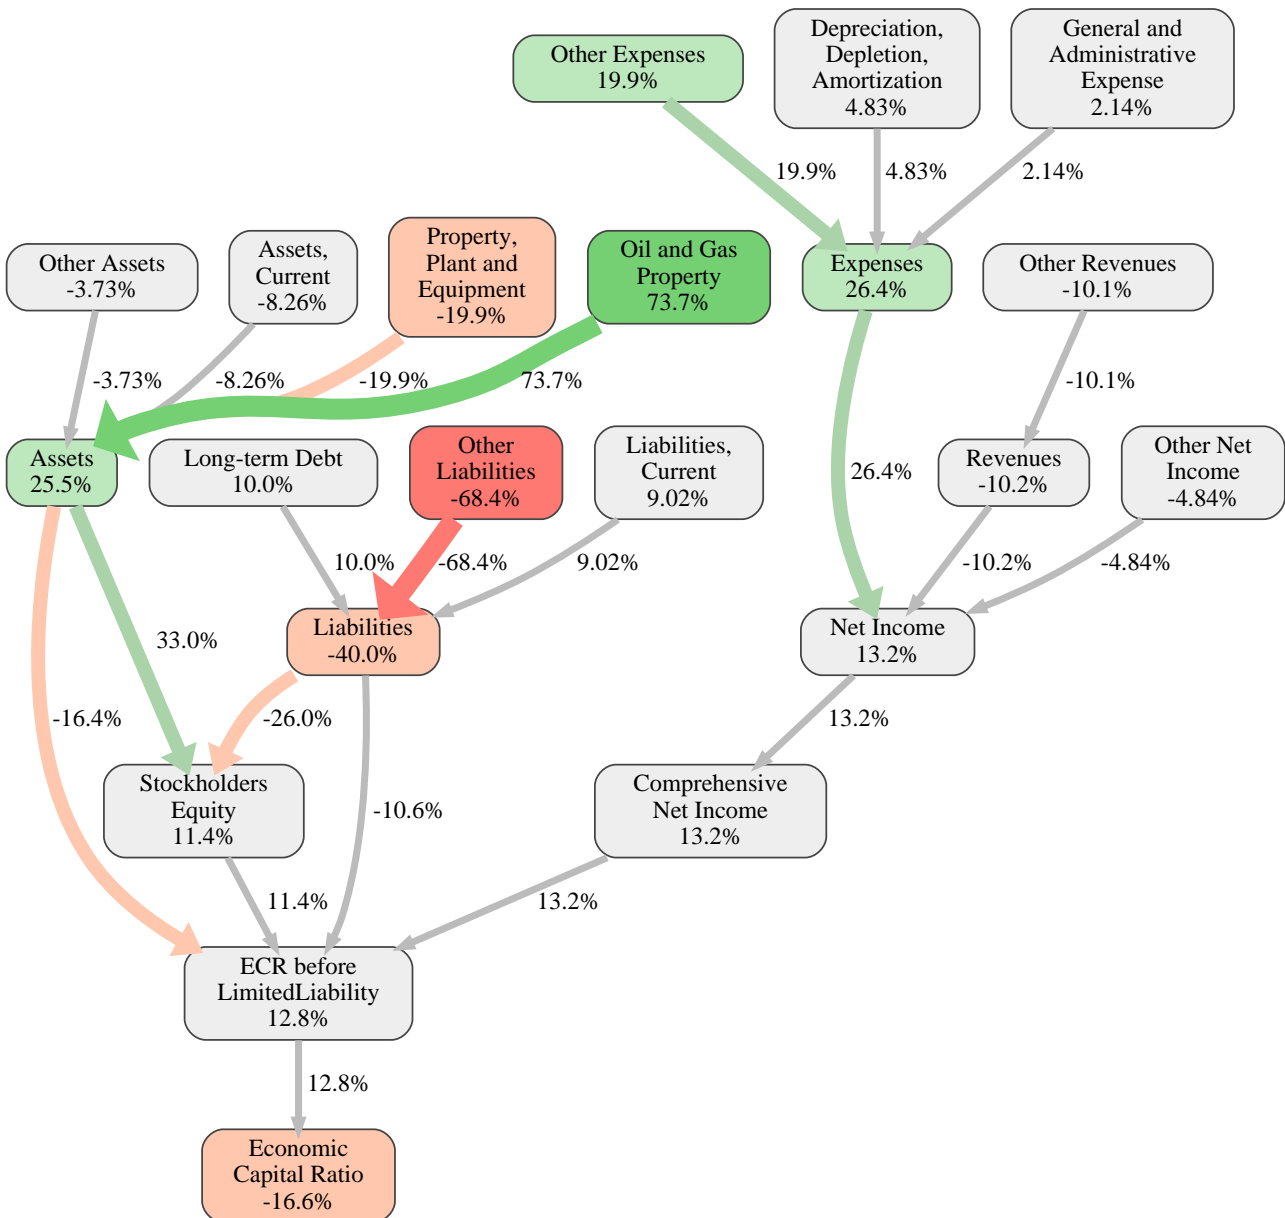 Other Expenses
19.9%
Depreciation,
Depletion,
Amortization
4.83%
General and
Administrative
Expense
2.14%
19.9%
4.83%
2.14%
Other Assets
-3.73%
Assets,
Current
-8.26%
Property,
Plant and
Equipment
-19.9%
Oil and Gas
Property
73.7%
Expenses
26.4%
Other Revenues
-10.1%
-3.73%
-8.26%
-19.9%
73.7%
-10.1%
Assets
25.5%
Long-term Debt
10.0%
Other
Liabilities
-68.4%
Liabilities,
Current
9.02%
26.4%
Revenues
-10.2%
Other Net
Income
-4.84%
10.0%
-68.4%
9.02%
-10.2%
-4.84%
33.0%
Liabilities
-40.0%
Net Income
13.2%
-16.4%
-26.0%
13.2%
Stockholders
Equity
11.4%
-10.6%
Comprehensive
Net Income
13.2%
11.4%
13.2%
ECR before
LimitedLiability
12.8%
12.8%
Economic
Capital Ratio
-16.6%